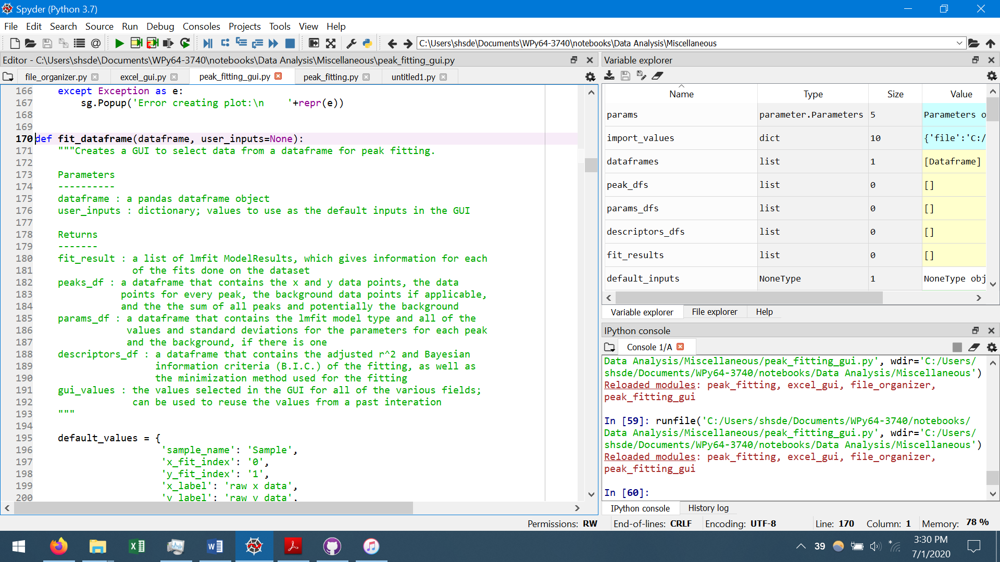 Spyder (Python 3.7)
File Edit Search Source Run Debug Consoles Projects Tools View Help
C:\Users\shsde\Documents\WPy64-3740\notebooks\Data Analysis\Miscellaneous
Editor - C:\Users\shsde\Documents\WPy64-3740\notebooks\Data Analysis\Miscellaneous\peak_fitting_gui.py
file_organizer.py excel_gui.py peak_fitting_gui.py peak_fitting.py untitled1.py
166     except Exception as e:
167         sg.Popup('Error creating plot:\n    '+repr(e))
168
169
170 def fit_dataframe(dataframe, user_inputs=None):
171     """Creates a GUI to select data from a dataframe for peak fitting.
172
173     Parameters
174     ----------
175     dataframe : a pandas dataframe object
176     user_inputs : dictionary; values to use as the default inputs in the GUI
177
178     Returns
179     -------
180     fit_result : a list of lmfit ModelResults, which gives information for each
181                  of the fits done on the dataset
182     peaks_df : a dataframe that contains the x and y data points, the data
183                points for every peak, the background data points if applicable,
184                and the the sum of all peaks and potentially the background
185     params_df : a dataframe that contains the lmfit model type and all of the
186                 values and standard deviations for the parameters for each peak
187                 and the background, if there is one
188     descriptors_df : a dataframe that contains the adjusted r^2 and Bayesian
189                      information criteria (B.I.C.) of the fitting, as well as
190                      the minimization method used for the fitting
191     gui_values : the values selected in the GUI for all of the various fields;
192                  can be used to reuse the values from a past interation
193     """
194
195     default_values = {
196                       'sample_name': 'Sample',
197                       'x_fit_index': '0',
198                       'y_fit_index': '1',
199                       'x_label': 'raw x data',
200                       'y_label': 'raw y data',
Variable explorer
Name Type Size Value
params parameter.Parameters 5 Parameters o
import_values dict 10 {'file':'C:/
dataframes list 1 [Dataframe]
peak_dfs list 0 []
params_dfs list 0 []
descriptors_dfs list 0 []
fit_results list 0 []
default_inputs NoneType 1 NoneType obj
Variable explorer File explorer Help
IPython console
Console 1/A
Data Analysis/Miscellaneous/peak_fitting_gui.py', wdir='C:/Users/
shsde/Documents/WPy64-3740/notebooks/Data Analysis/Miscellaneous')
Reloaded modules: peak_fitting, excel_gui, file_organizer,
peak_fitting_gui
In [59]: runfile('C:/Users/shsde/Documents/WPy64-3740/notebooks/
Data Analysis/Miscellaneous/peak_fitting_gui.py', wdir='C:/Users/
shsde/Documents/WPy64-3740/notebooks/Data Analysis/Miscellaneous')
Reloaded modules: peak_fitting, excel_gui, file_organizer,
peak_fitting_gui
In [60]:
IPython console History log
Permissions: RW End-of-lines: CRLF Encoding: UTF-8 Line: 170 Column: 1 Memory: 78 %
39
3:30 PM
7/1/2020